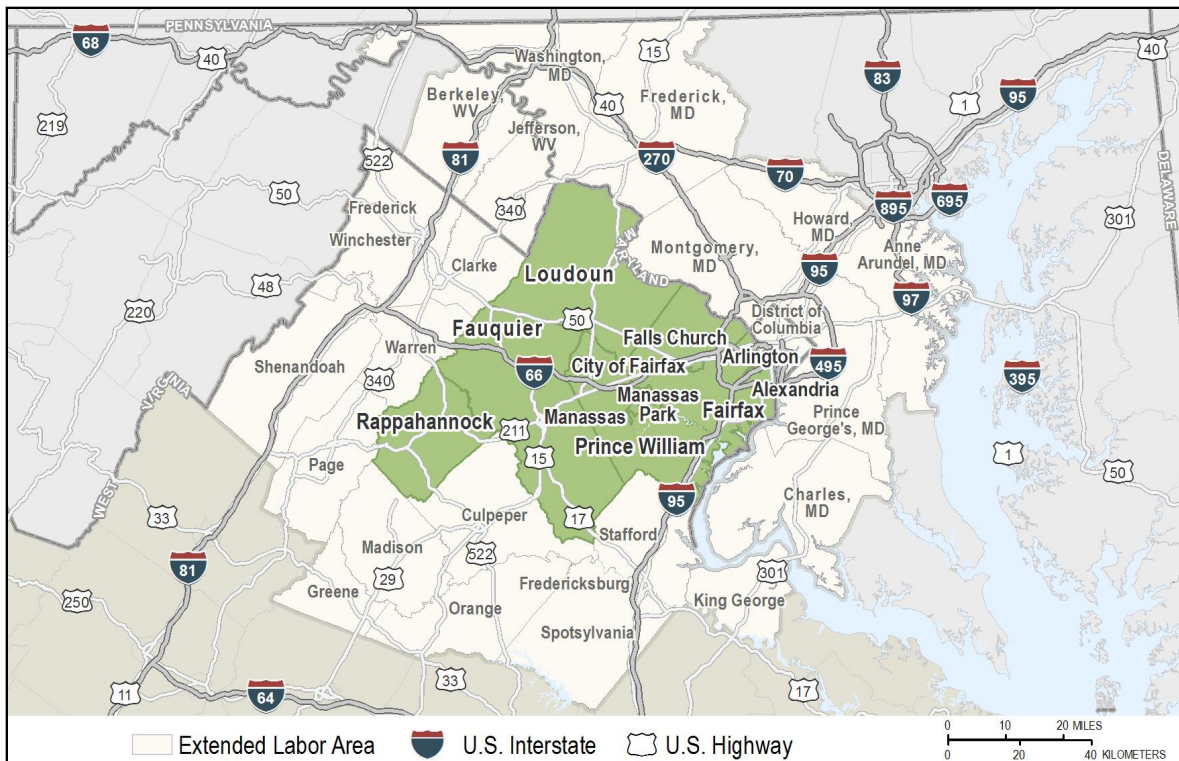 PENNSYLVANIA
68
40
15
Washington,
MD
83
40
1
95
Berkeley,
WV
40
Frederick,
MD
219
Jefferson,
WV
522
81
270
70
DELAWARE
50
340
895
695
Frederick
Howard,
MD
301
Winchester
MARYLAND
Montgomery,
MD
Anne
Arundel, MD
Clarke
Loudoun
95
48
97
220
Fauquier
50
District of
Columbia
Falls Church
Warren
Arlington
Shenandoah
66
City of Fairfax
495
340
Alexandria
395
Manassas
Park
VIRGINIA
Rappahannock
Manassas
Fairfax
Prince
George's, MD
211
Prince William
15
1
Page
50
WEST
95
Charles,
MD
33
Culpeper
17
Stafford
Madison
522
81
29
301
Greene
Fredericksburg
250
Orange
King George
Spotsylvania
33
11
64
17
Extended Labor Area
U.S. Interstate
U.S. Highway
0 10 20 MILES
0 20 40 KILOMETERS